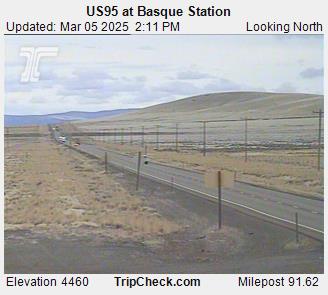 US95 at Basque Station
Updated: Mar 05 2025 2:11 PM Looking North
Elevation 4460 TripCheck.com Milepost 91.62